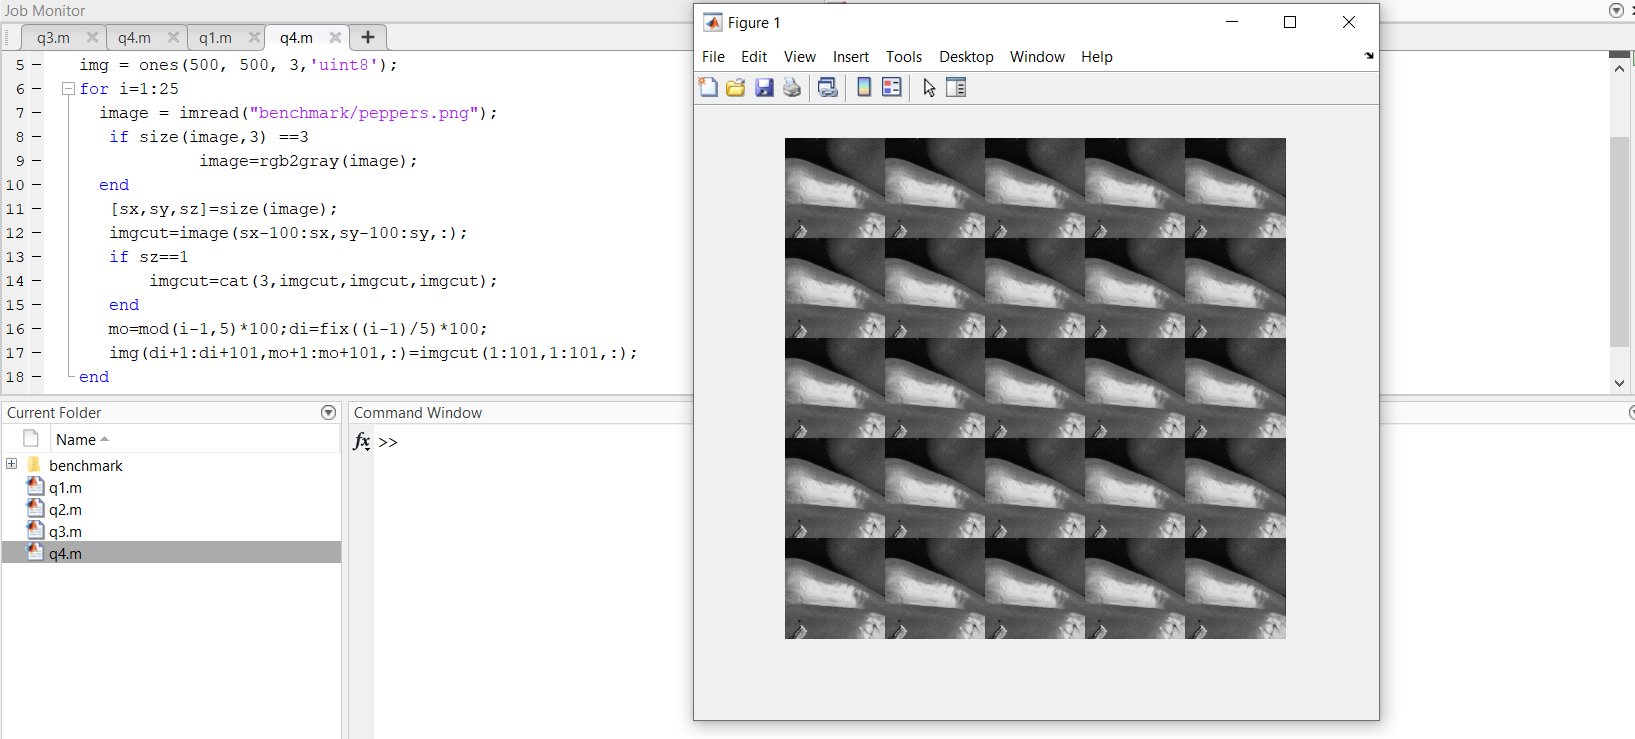 Job Monitor
q3.m
q4.m
q1.m
q4.m
5 img = ones(500, 500, 3,'uint8');
6 for i=1:25
7 image = imread("benchmark/peppers.png");
8 if size(image,3) ==3
9 image=rgb2gray(image);
10 end
11 [sx,sy,sz]=size(image);
12 imgcut=image(sx-100:sx,sy-100:sy,:);
13 if sz==1
14 imgcut=cat(3,imgcut,imgcut,imgcut);
15 end
16 mo=mod(i-1,5)*100;di=fix((i-1)/5)*100;
17 img(di+1:di+101,mo+1:mo+101,:)=imgcut(1:101,1:101,:);
18 end
Current Folder
Name
benchmark
q1.m
q2.m
q3.m
q4.m
Command Window
fx >>
Figure 1
File Edit View Insert Tools Desktop Window Help